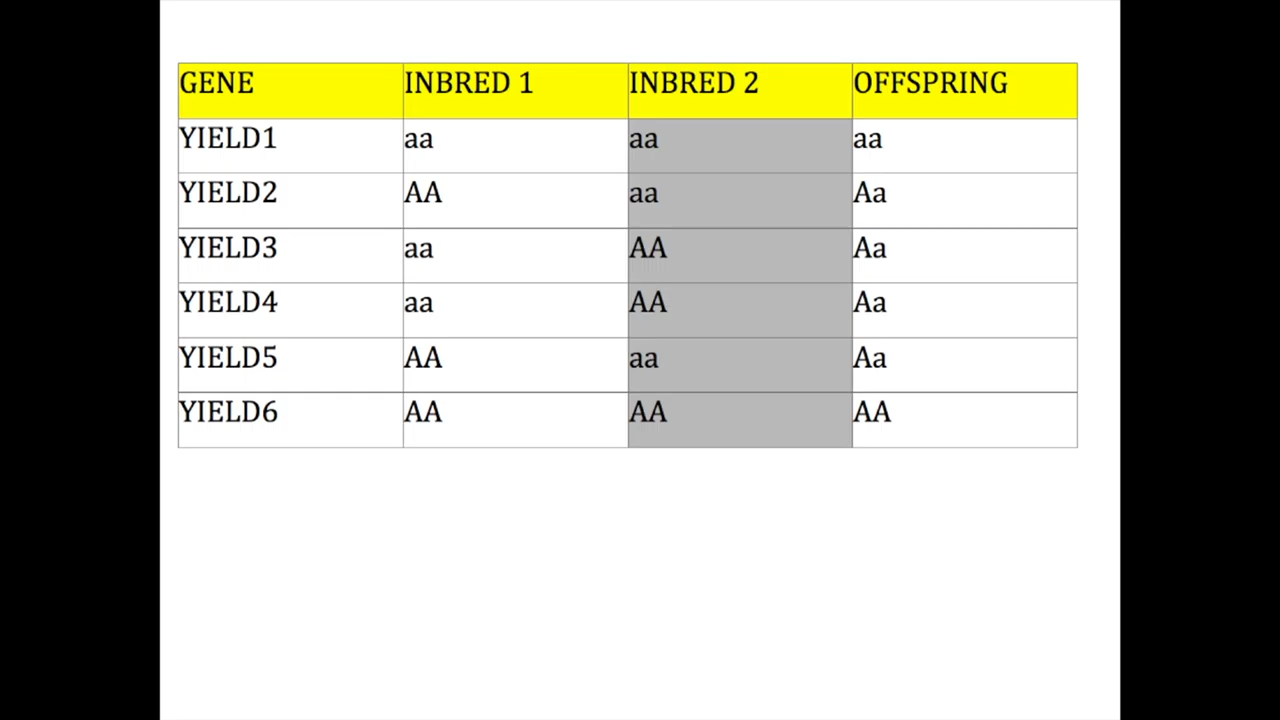 GENE INBRED 1 INBRED 2 OFFSPRING
YIELD1 aa aa aa
YIELD2 AA aa Aa
YIELD3 aa AA Aa
YIELD4 aa AA Aa
YIELD5 AA aa Aa
YIELD6 AA AA AA